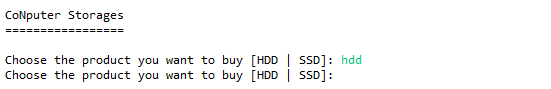 CoNputer Storages
=================
Choose the product you want to buy [HDD | SSD]: hdd
Choose the product you want to buy [HDD | SSD]: